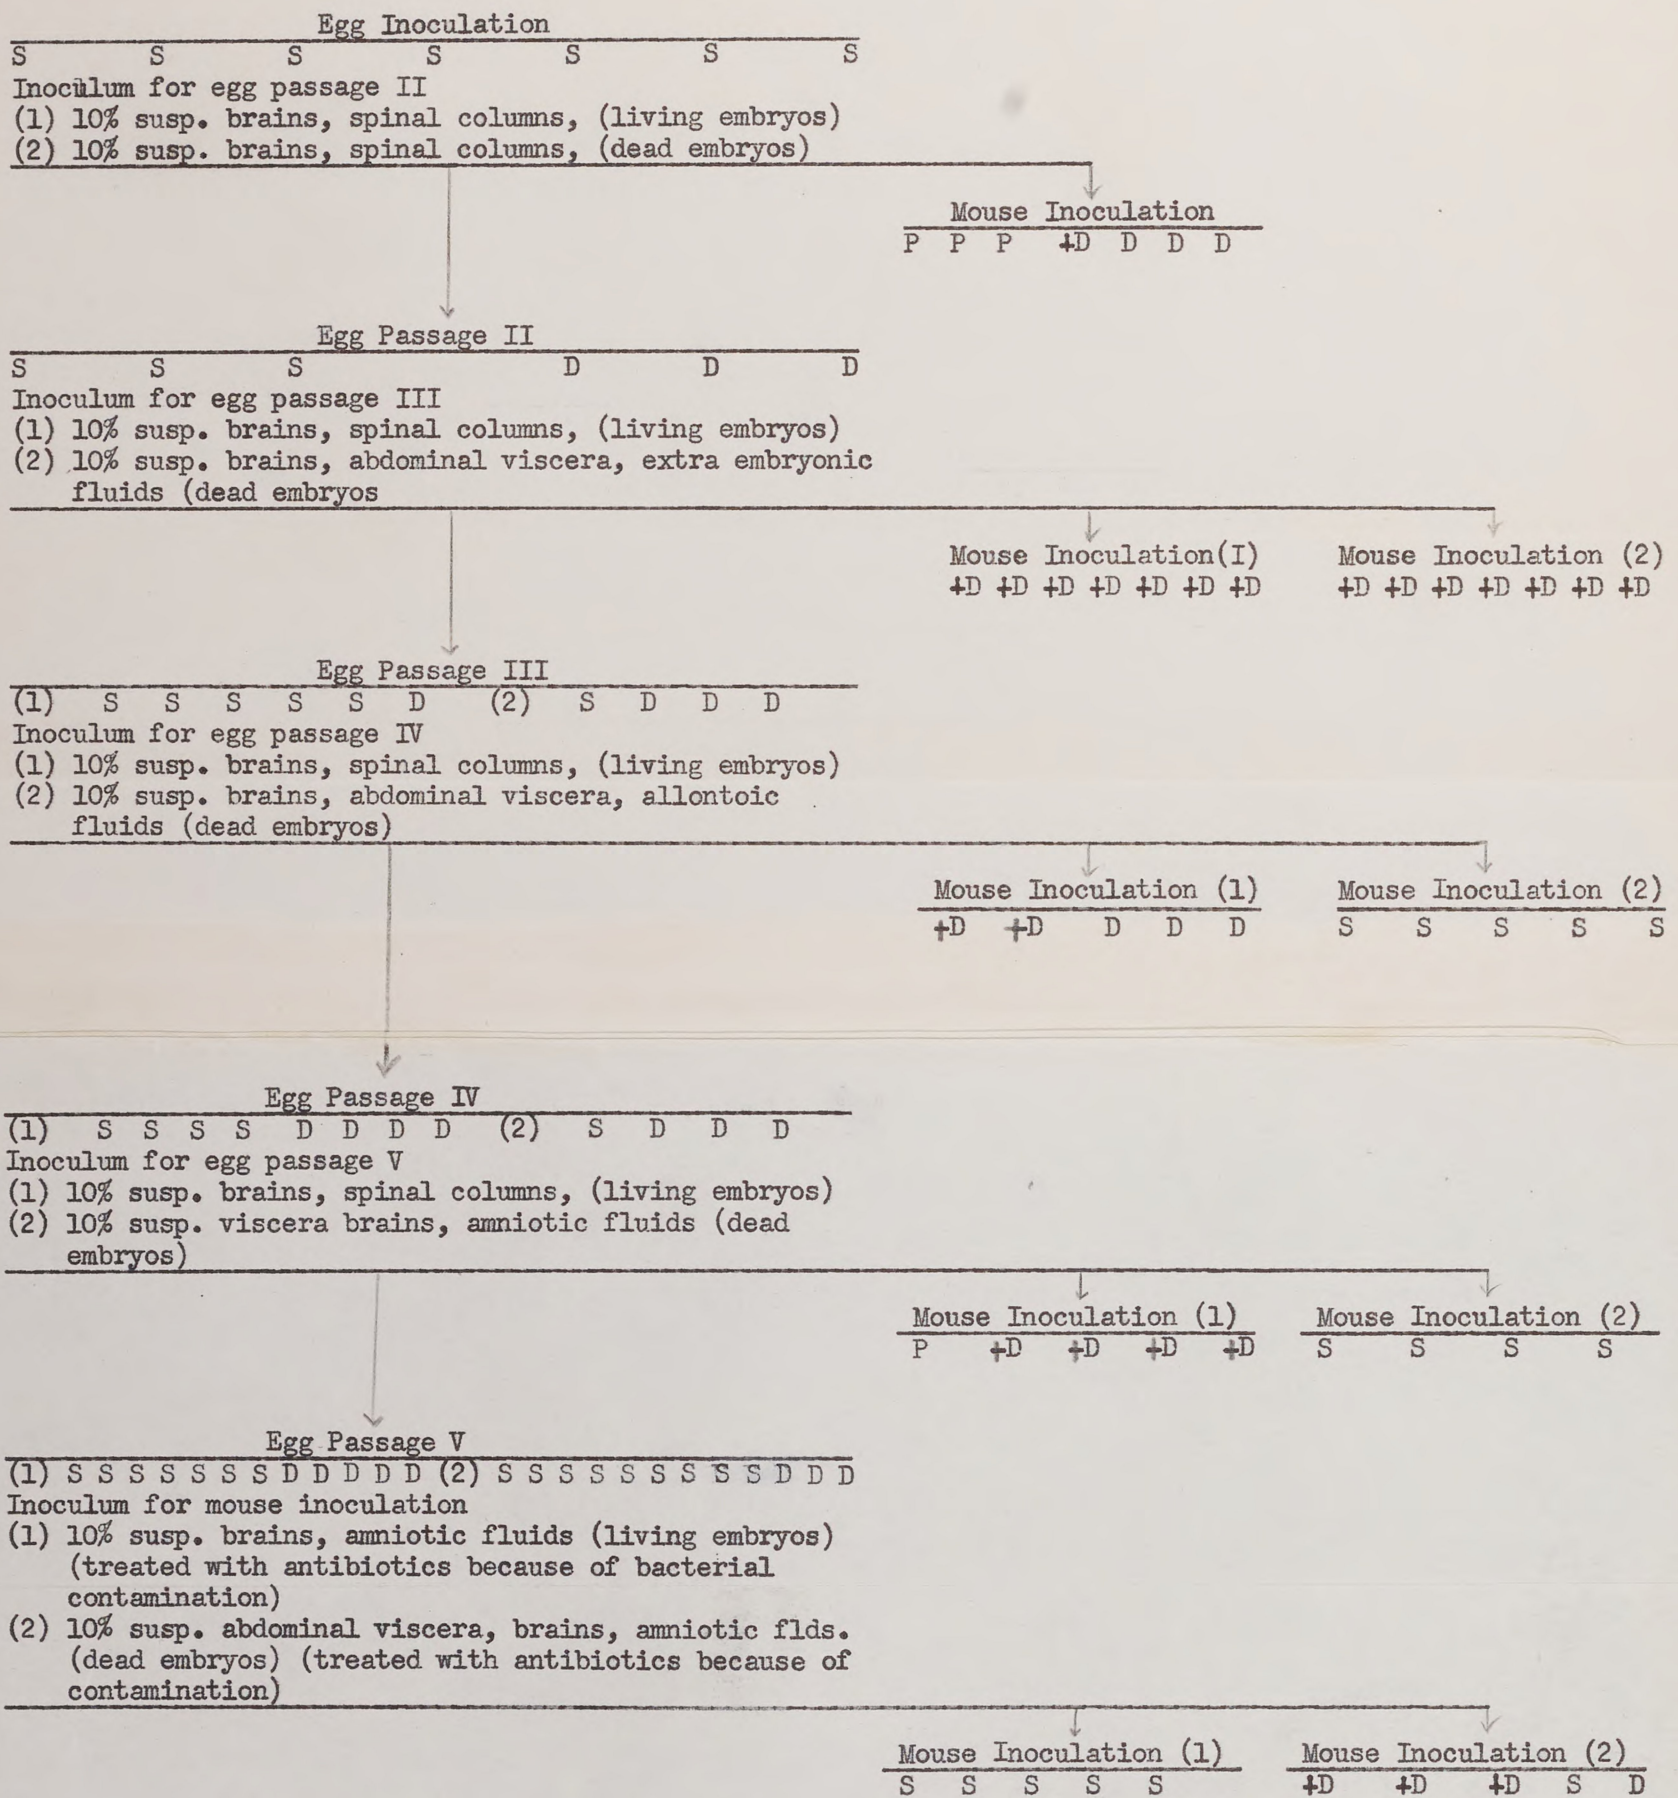 Egg Inoculation
S S S S S S S
Inoculum for egg passage II
(1) 10% susp. brains, spinal columns, (living embryos)
(2) 10% susp. brains, spinal columns, (dead embryos)
Mouse Inoculation
P P P +D D D D
Egg Passage II
S S S D D D
Inoculum for egg passage III
(1) 10% susp. brains, spinal columns, (living embryos)
(2) 10% susp. brains, abdominal viscera, extra embryonic
fluids (dead embryos
Mouse Inoculation(I)
+D +D +D +D +D +D +D
Mouse Inoculation (2)
+D +D +D +D +D +D +D
Egg Passage III
(1) S S S S S D (2) S D D D
Inoculum for egg passage IV
(1) 10% susp. brains, spinal columns, (living embryos)
(2) 10% susp. brains, abdominal viscera, allontoic
fluids (dead embryos)
Mouse Inoculation (1)
+D +D D D D
Mouse Inoculation (2)
S S S S S
Egg Passage IV
(1) S S S S D D D D (2) S D D D
Inoculum for egg passage V
(1) 10% susp. brains, spinal columns, (living embryos)
(2) 10% susp. viscera brains, amniotic fluids (dead
embryos)
Mouse Inoculation (1)
P +D +D +D +D
Mouse Inoculation (2)
S S S S
Egg Passage V
(1) S S S S S S S D D D D D (2) S S S S S S S S S D D D
Inoculum for mouse inoculation
(1) 10% susp. brains, amniotic fluids (living embryos)
(treated with antibiotics because of bacterial
contamination)
(2) 10% susp. abdominal viscera, brains, amniotic flds.
(dead embryos) (treated with antibiotics because of
contamination)
Mouse Inoculation (1)
S S S S S
Mouse Inoculation (2)
+D +D +D S D